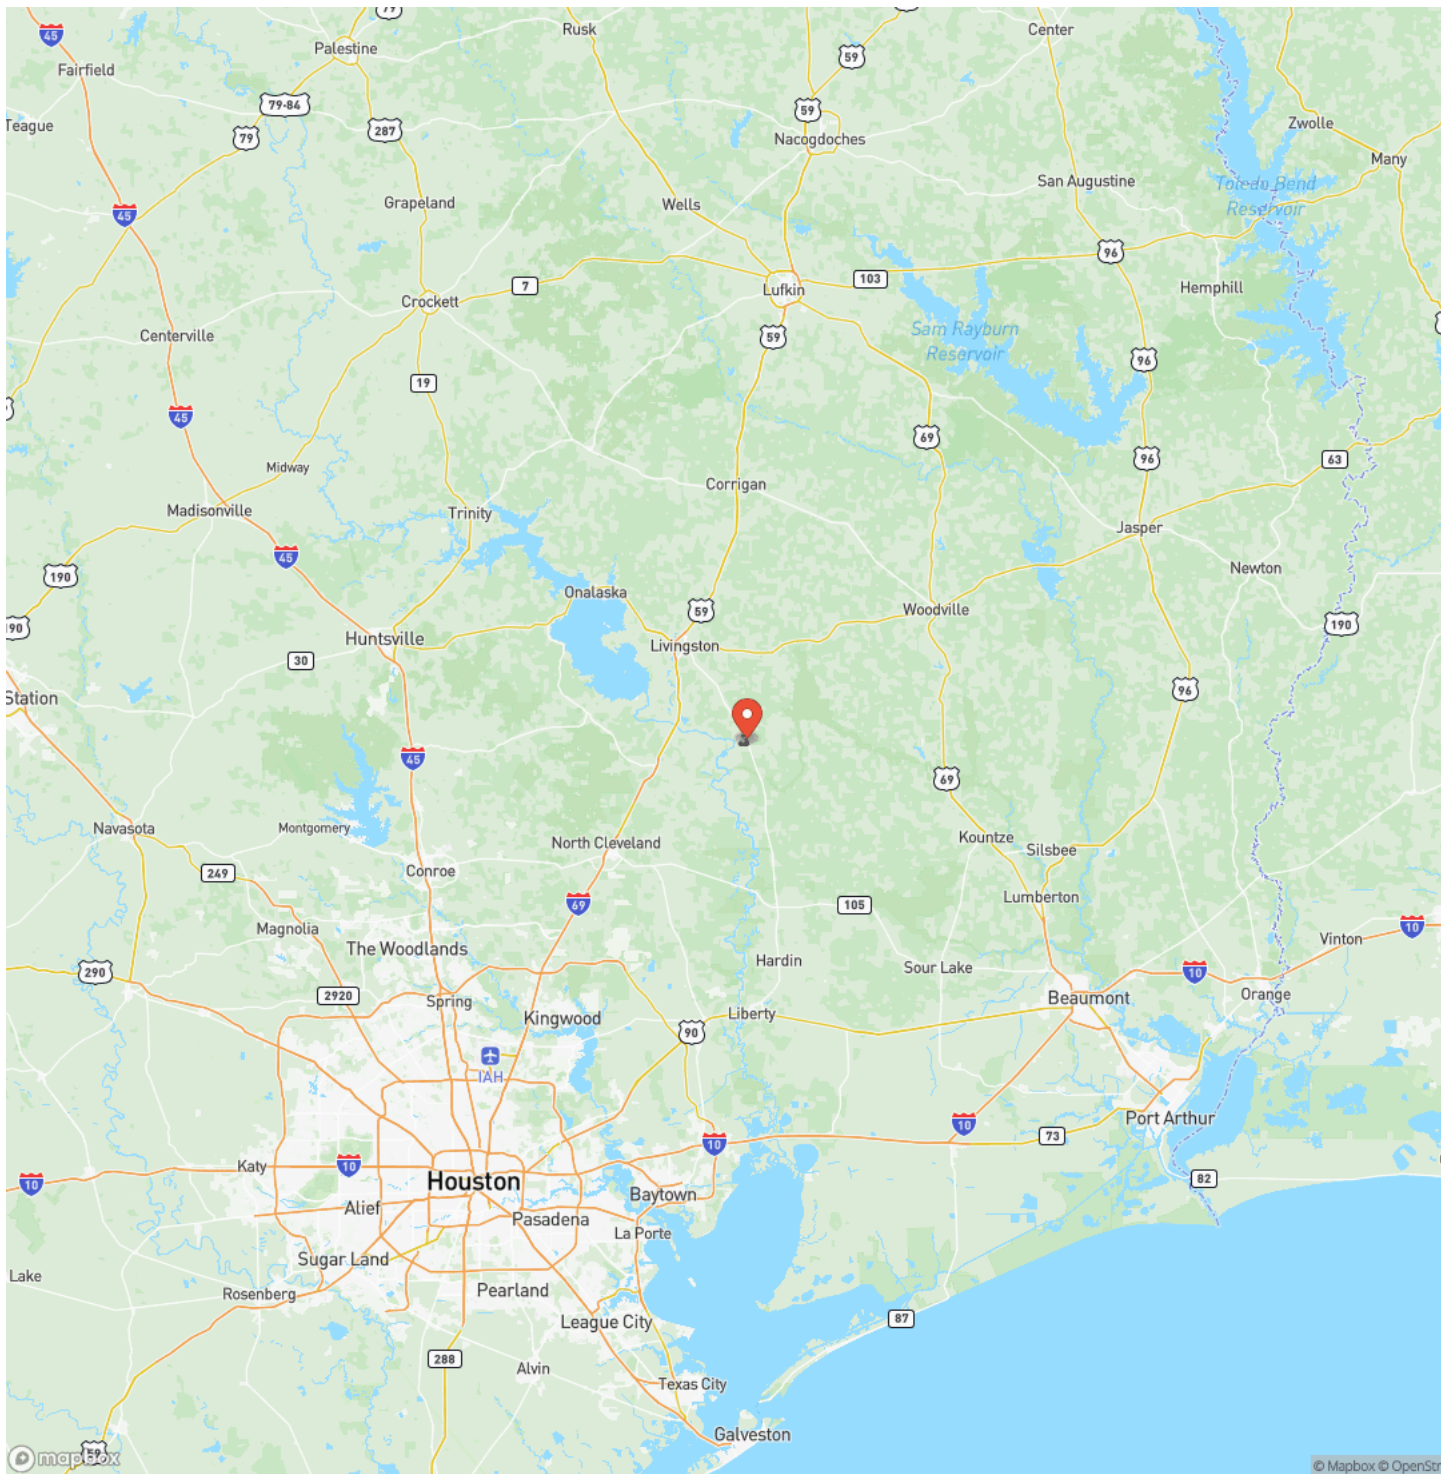 79
Rusk
Center
45
Palestine
59
Fairfield
79-84
59
Teague
287
79
Nacogdoches
Zwolle
Many
San Augustine
Toledo Bend
Reservoir
Grapeland
Wells
45
96
103
7
Lufkin
Hemphill
Crockett
Sam Rayburn
Reservoir
Centerville
59
96
19
45
69
96
63
Midway
Corrigan
Madisonville
Trinity
Jasper
45
190
Newton
Onalaska
59
Woodville
190
190
Huntsville
Livingston
30
96
Station
45
69
Navasota
Montgomery
North Cleveland
Kountze
Silsbee
249
Conroe
Lumberton
69
105
Magnolia
10
Vinton
The Woodlands
Hardin
Sour Lake
290
10
2920
Spring
Beaumont
Orange
Kingwood
Liberty
90
IAH
Port Arthur
10
73
10
Katy
10
82
10
Houston
Baytown
Alief
Pasadena
La Porte
Sugar Land
Lake
Rosenberg
Pearland
League City
87
288
Alvin
Texas City
Galveston
59
mapbox
© Mapbox © OpenStr